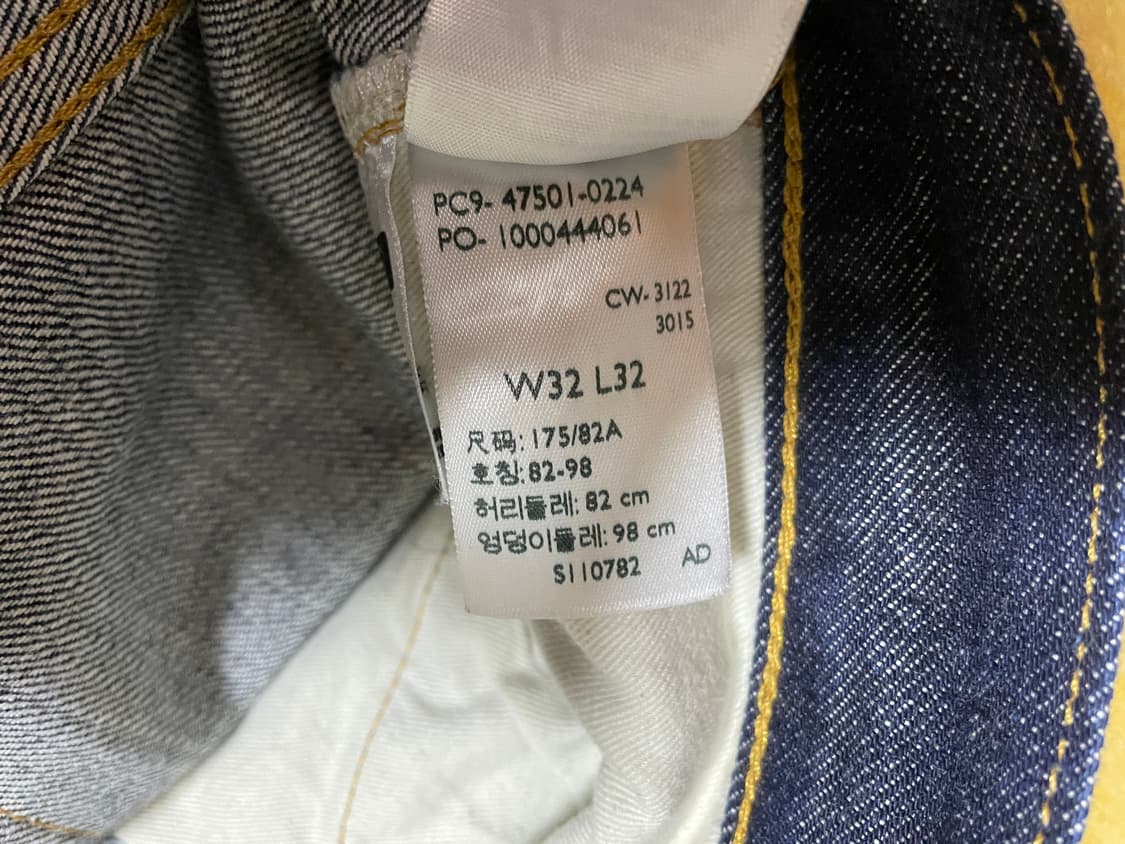 PC9- 47501-0224
PO- 1000444061
CW- 3122
3015
W32 L32
尺码: 175/82A
호칭: 82-98
허리둘레: 82 cm
엉덩이둘레: 98 cm
S110782 AD